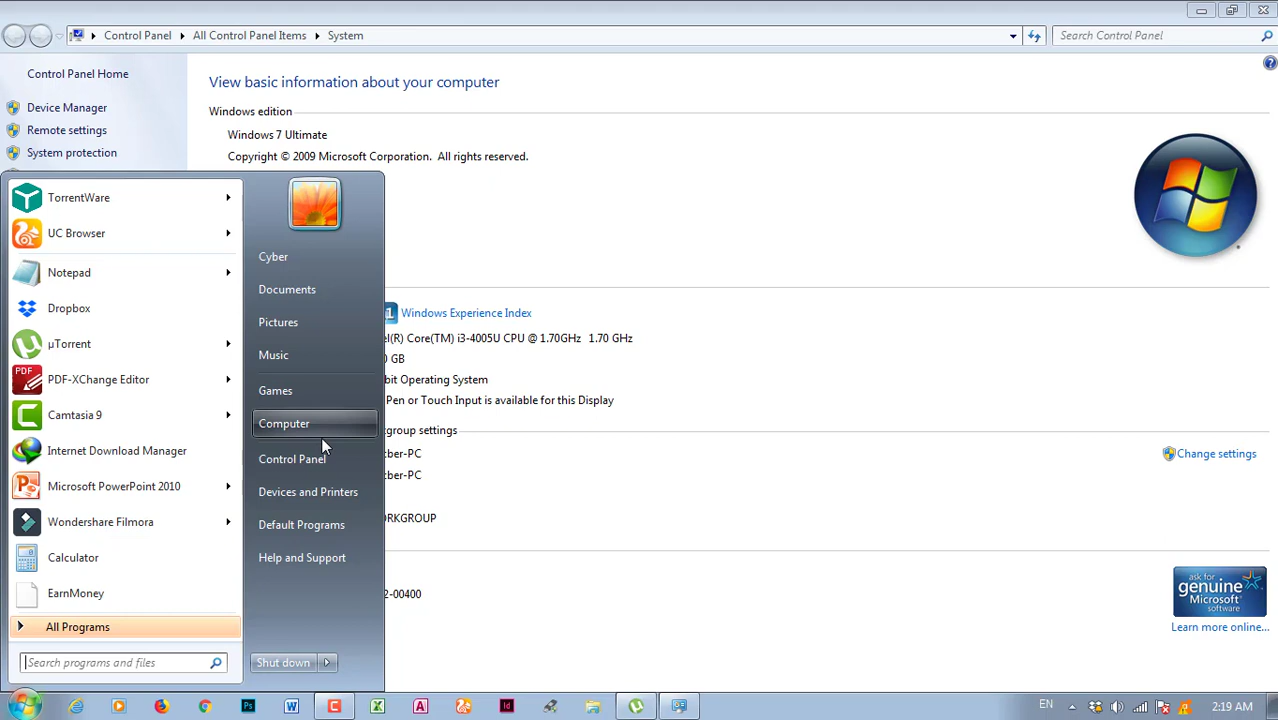 Control Panel
All Control Panel Items
System
Search Control Panel
Control Panel Home
Device Manager
Remote settings
System protection
View basic information about your computer
Windows edition
Windows 7 Ultimate
Copyright © 2009 Microsoft Corporation. All rights reserved.
TorrentWare
UC Browser
Notepad
Dropbox
µTorrent
PDF
PDF-XChange Editor
Camtasia 9
Internet Download Manager
Microsoft PowerPoint 2010
Wondershare Filmora
Calculator
EarnMoney
All Programs
Search programs and files
Cyber
Documents
Pictures
Music
Games
Computer
Control Panel
Devices and Printers
Default Programs
Help and Support
Shut down
Windows Experience Index
el(R) Core(TM) i3-4005U CPU @ 1.70GHz 1.70 GHz
GB
bit Operating System
Pen or Touch Input is available for this Display
group settings
ber-PC
ber-PC
Change settings
ORKGROUP
2-00400
ask for
genuine
Microsoft
software
Learn more online...
EN
2:19 AM